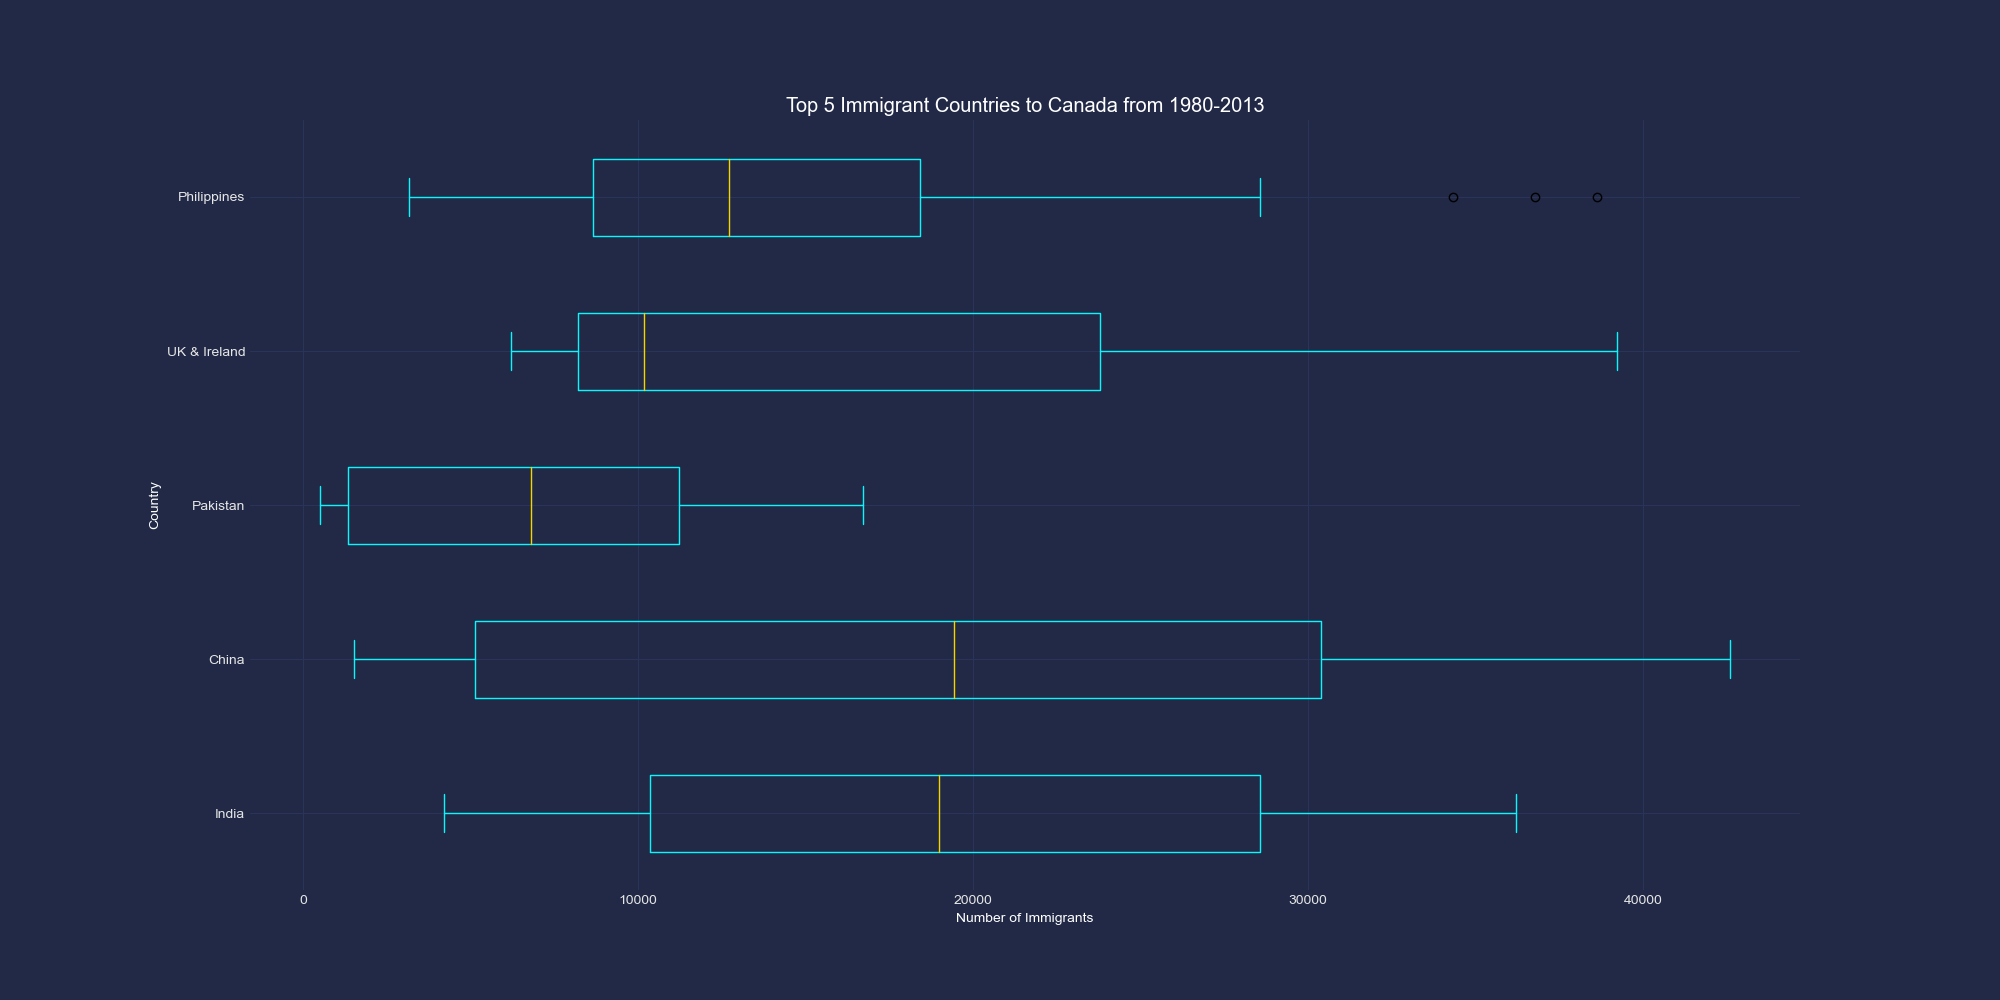 Top 5 Immigrant Countries to Canada from 1980-2013
Philippines
UK & Ireland
Pakistan
China
India
Country
0 10000 20000 30000 40000
Number of Immigrants